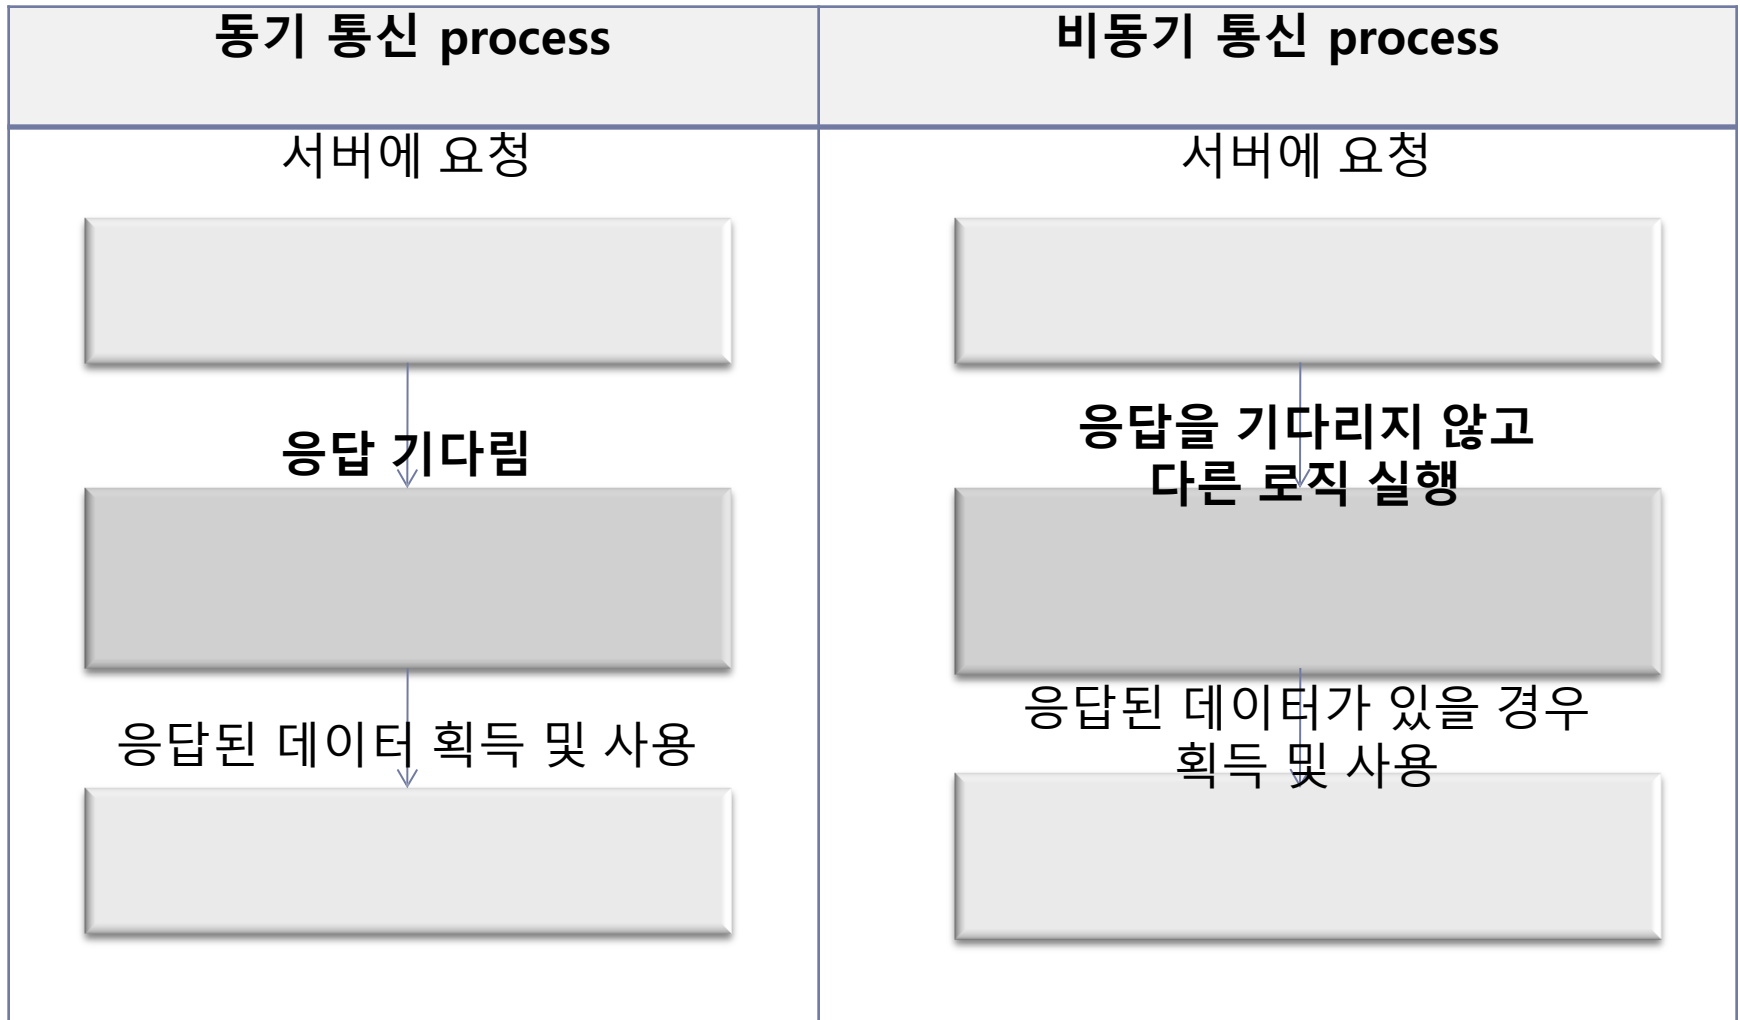 동기 통신 process
비동기 통신 process
서버에 요청
응답 기다림
응답된 데이터 획득 및 사용
서버에 요청
응답을 기다리지 않고
다른 로직 실행
응답된 데이터가 있을 경우
획득 및 사용